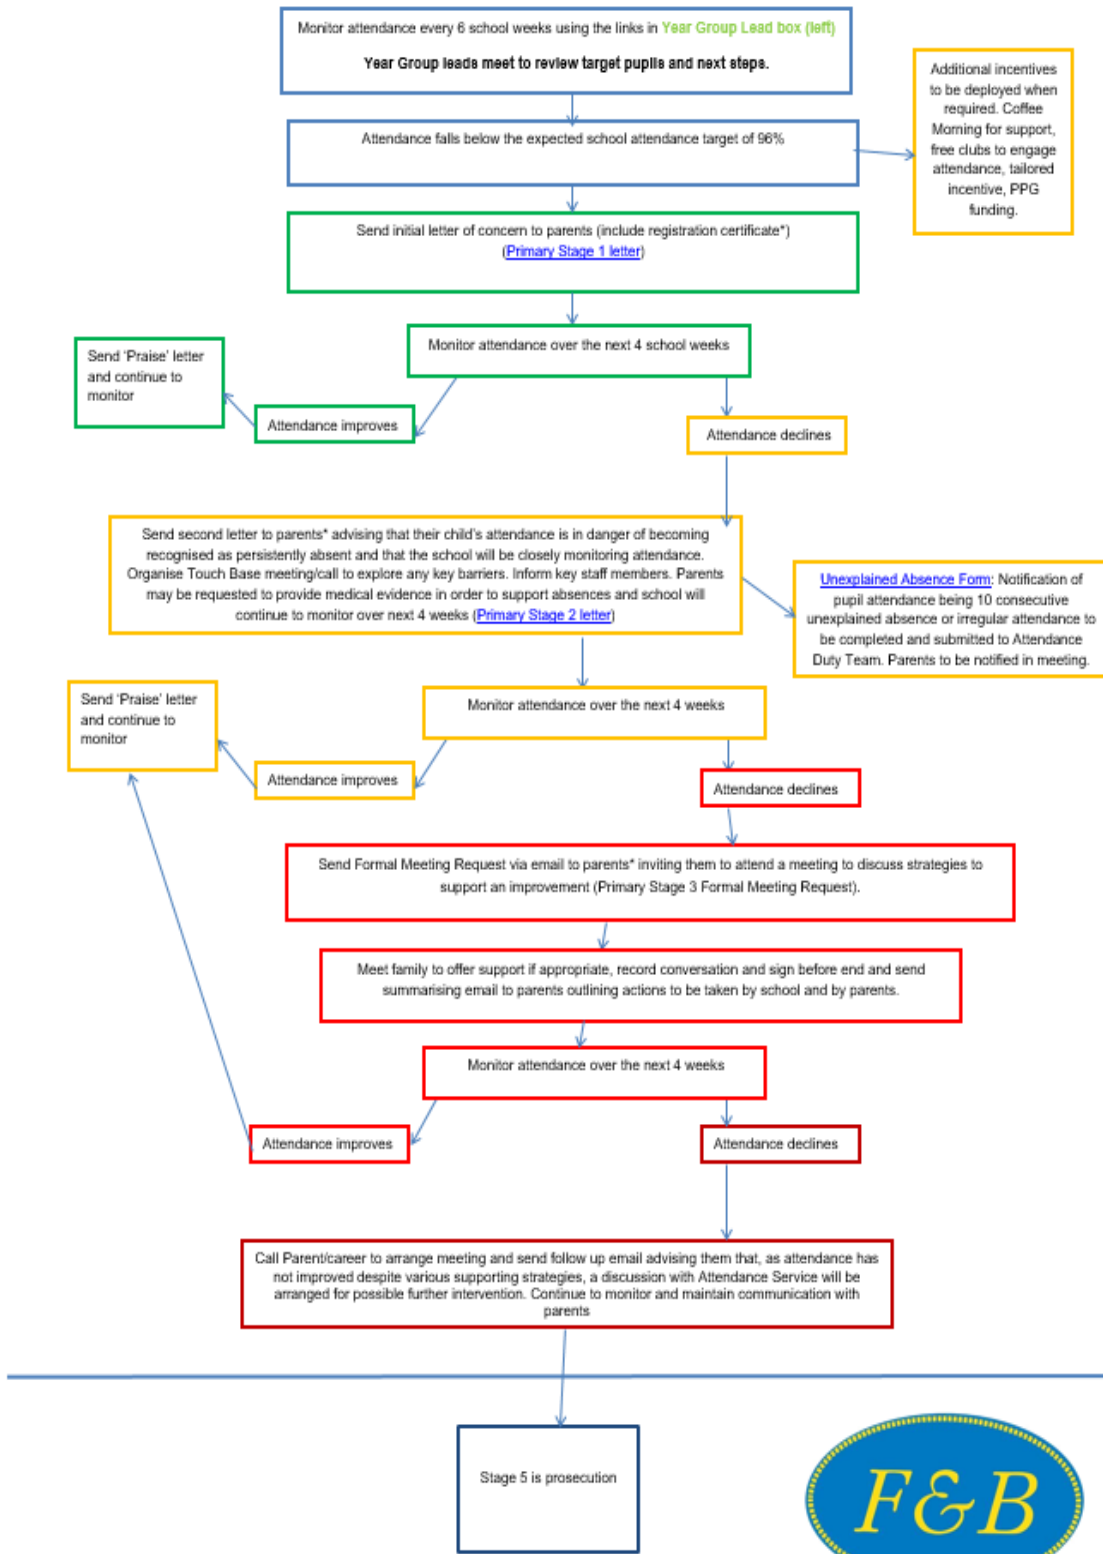 Monitor attendance every 6 school weeks using the links in Year Group Lead box (left)
Year Group leads meet to review target pupils and next steps.
Additional incentives
to be deployed when
required. Coffee
Morning for support,
free clubs to engage
attendance, tailored
incentive, PPG
funding.
Attendance falls below the expected school attendance target of 96%
Send initial letter of concern to parents (include registration certificate*)
(Primary Stage 1 letter)
Monitor attendance over the next 4 school weeks
Send 'Praise' letter
and continue to
monitor
Attendance improves
Attendance declines
Send second letter to parents* advising that their child's attendance is in danger of becoming
recognised as persistently absent and that the school will be closely monitoring attendance.
Organise Touch Base meeting/call to explore any key barriers. Inform key staff members. Parents
may be requested to provide medical evidence in order to support absences and school will
continue to monitor over next 4 weeks (Primary Stage 2 letter)
Unexplained Absence Form: Notification of
pupil attendance being 10 consecutive
unexplained absence or irregular attendance to
be completed and submitted to Attendance
Duty Team. Parents to be notified in meeting.
Send 'Praise' letter
and continue to
monitor
Monitor attendance over the next 4 weeks
Attendance improves
Attendance declines
Send Formal Meeting Request via email to parents* inviting them to attend a meeting to discuss strategies to
support an improvement (Primary Stage 3 Formal Meeting Request).
Meet family to offer support if appropriate, record conversation and sign before end and send
summarising email to parents outlining actions to be taken by school and by parents.
Monitor attendance over the next 4 weeks
Attendance improves
Attendance declines
Call Parent/career to arrange meeting and send follow up email advising them that, as attendance has
not improved despite various supporting strategies, a discussion with Attendance Service will be
arranged for possible further intervention. Continue to monitor and maintain communication with
parents
Stage 5 is prosecution
F&B